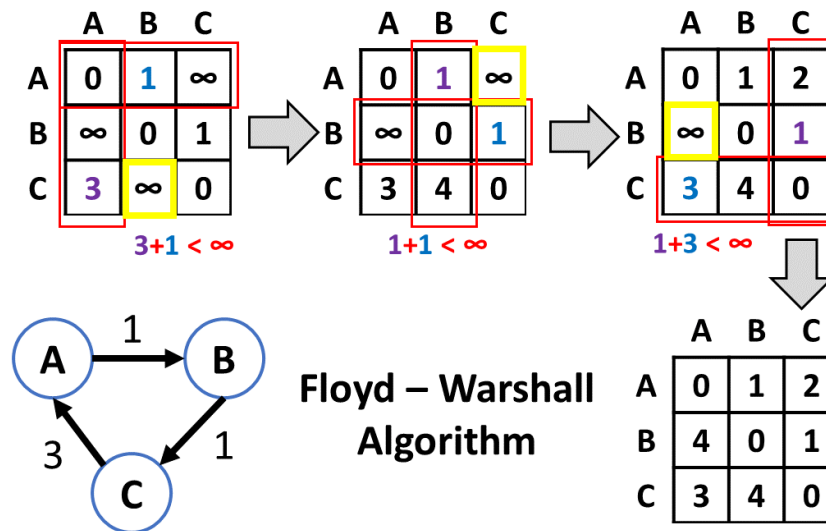 A B C
A 0 1 ∞
B ∞ 0 1
C 3 ∞ 0
3+1 < ∞
A B C
A 0 1 ∞
B ∞ 0 1
C 3 4 0
1+1 < ∞
A B C
A 0 1 2
B ∞ 0 1
C 3 4 0
1+3 < ∞
A 1 B
3 1
C
Floyd – Warshall
Algorithm
A B C
A 0 1 2
B 4 0 1
C 3 4 0